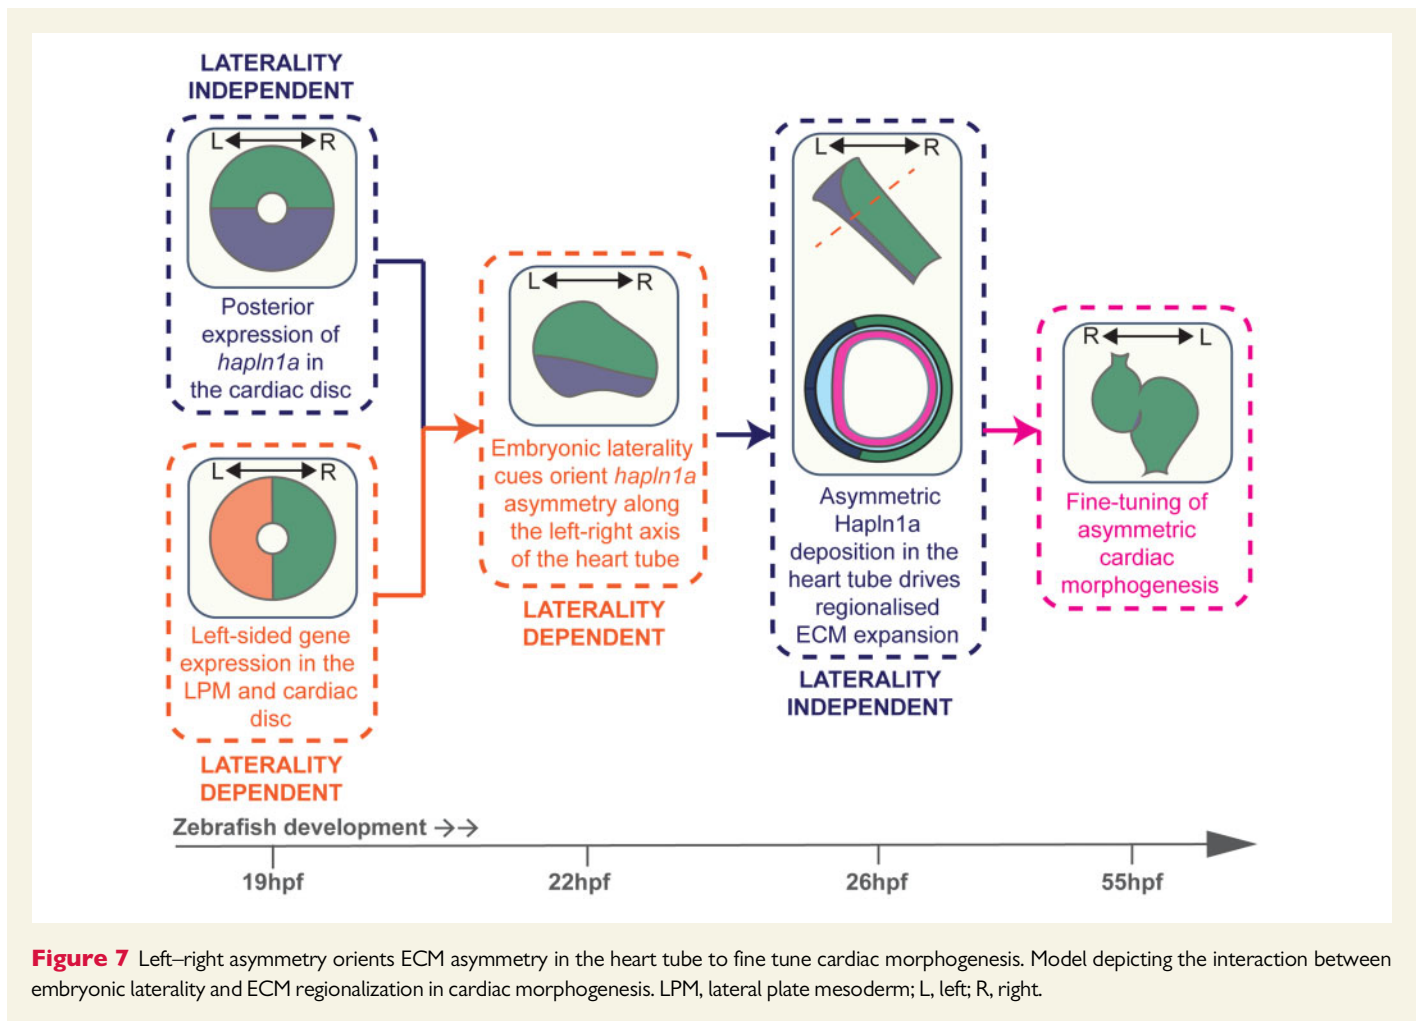 LATERALITY
INDEPENDENT
L R
Posterior
expression of
hapln1a in
the cardiac disc
L R
Left-sided gene
expression in the
LPM and cardiac
disc
LATERALITY
DEPENDENT
L R
Embryonic laterality
cues orient hapln1a
asymmetry along
the left-right axis
of the heart tube
LATERALITY
DEPENDENT
L R
Asymmetric
Hapln1a
deposition in the
heart tube drives
regionalised
ECM expansion
LATERALITY
INDEPENDENT
R L
Fine-tuning of
asymmetric
cardiac
morphogenesis
Zebrafish development →→
19hpf 22hpf 26hpf 55hpf
Figure 7 Left–right asymmetry orients ECM asymmetry in the heart tube to fine tune cardiac morphogenesis. Model depicting the interaction between
embryonic laterality and ECM regionalization in cardiac morphogenesis. LPM, lateral plate mesoderm; L, left; R, right.